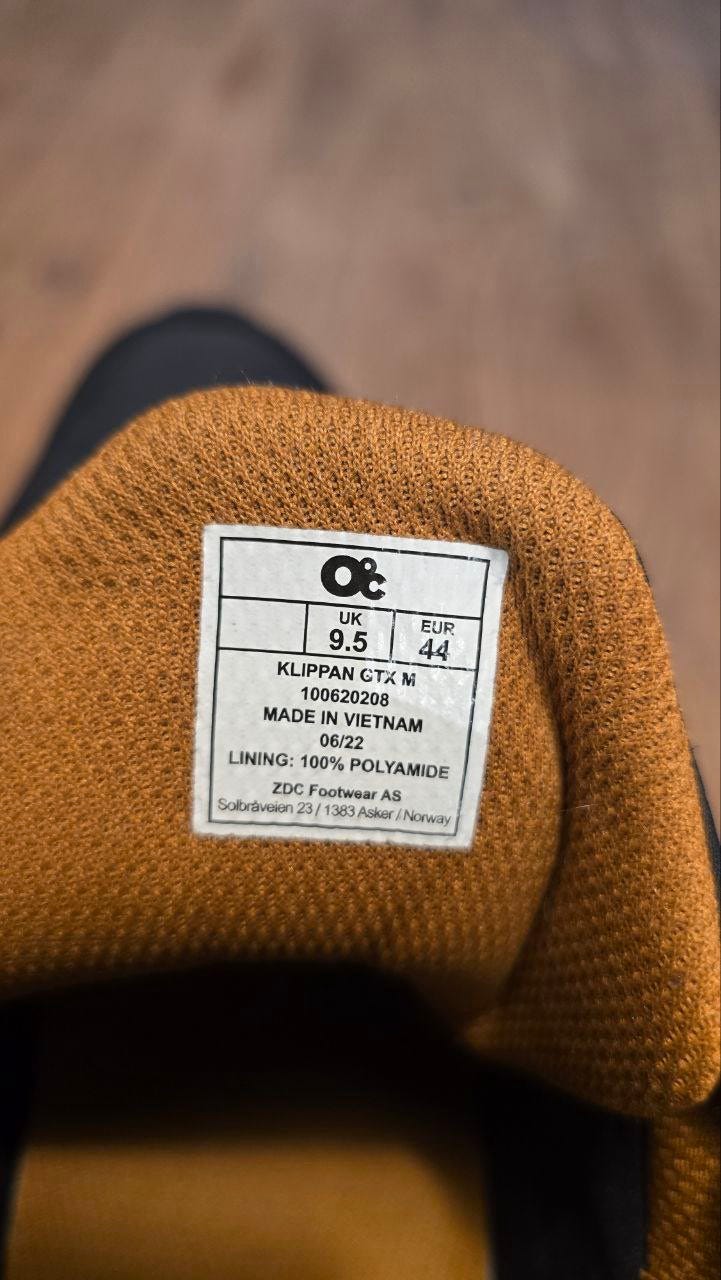 O°c
UK
9.5
EUR
44
KLIPPAN GTX M
100620208
MADE IN VIETNAM
06/22
LINING: 100% POLYAMIDE
ZDC Footwear AS
Solbråveien 23 / 1383 Asker / Norway